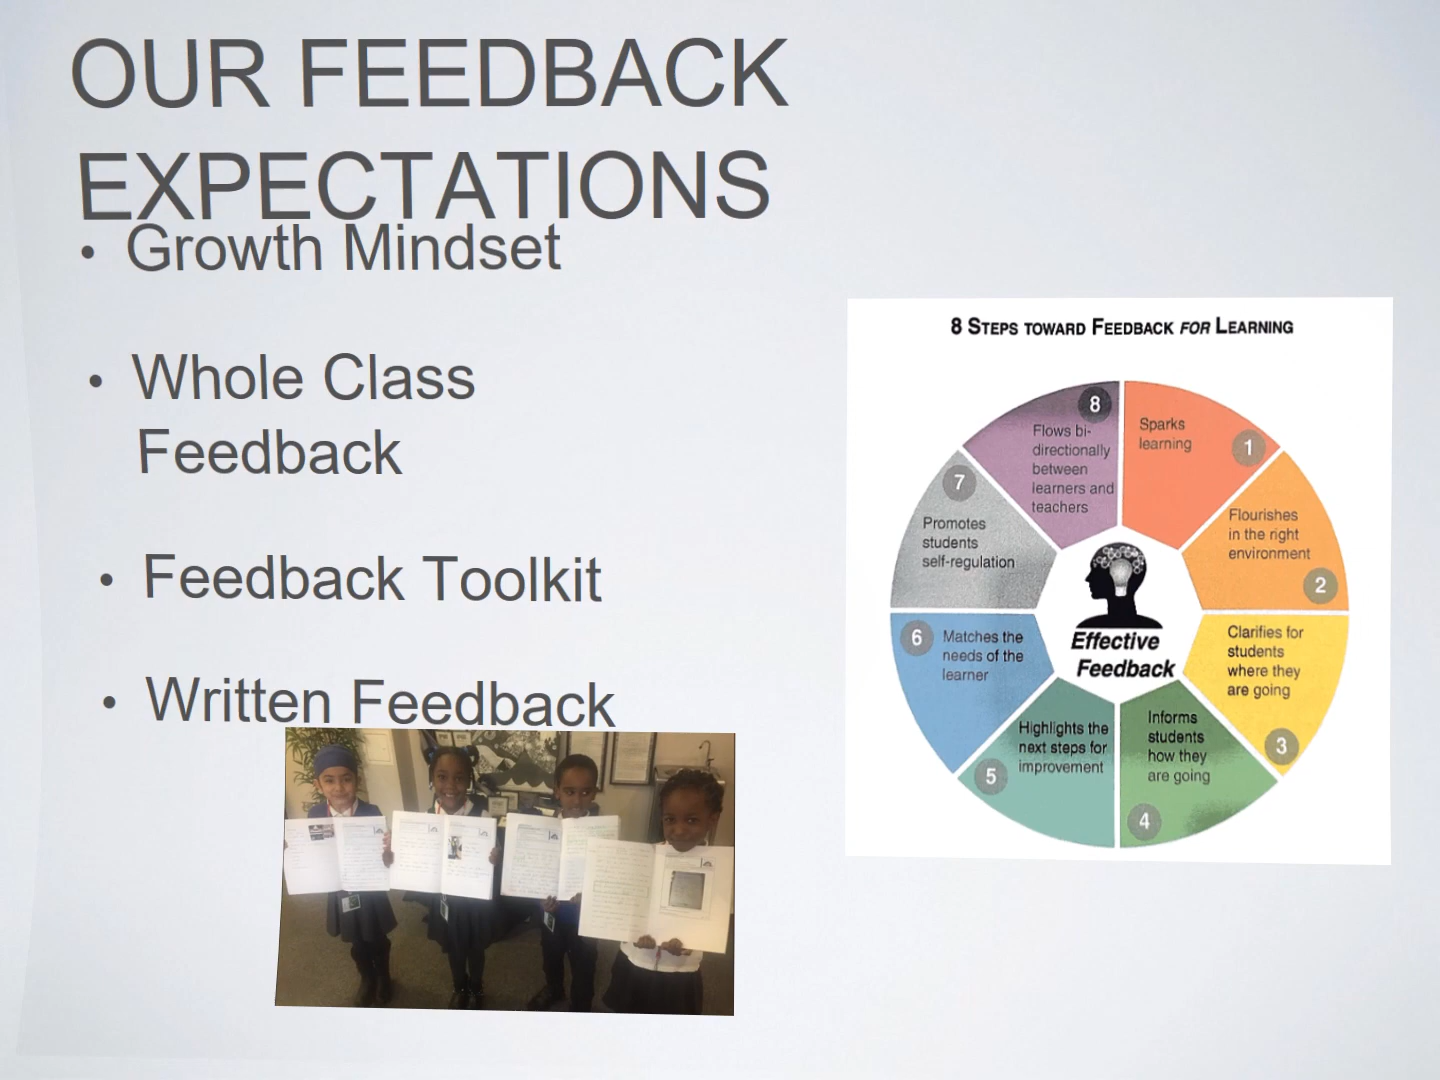 OUR FEEDBACK
EXPECTATIONS
• Growth Mindset
• Whole Class
Feedback
• Feedback Toolkit
• Written Feedback
8 STEPS TOWARD FEEDBACK FOR LEARNING
1
Sparks
learning
2
Flourishes
in the right
environment
3
Clarifies for
students
where they
are going
4
Informs
students
how they
are going
5
Highlights the
next steps for
improvement
6
Matches the
needs of the
learner
7
Promotes
students
self-regulation
8
Flows bi-
directionally
between
learners and
teachers
Effective
Feedback